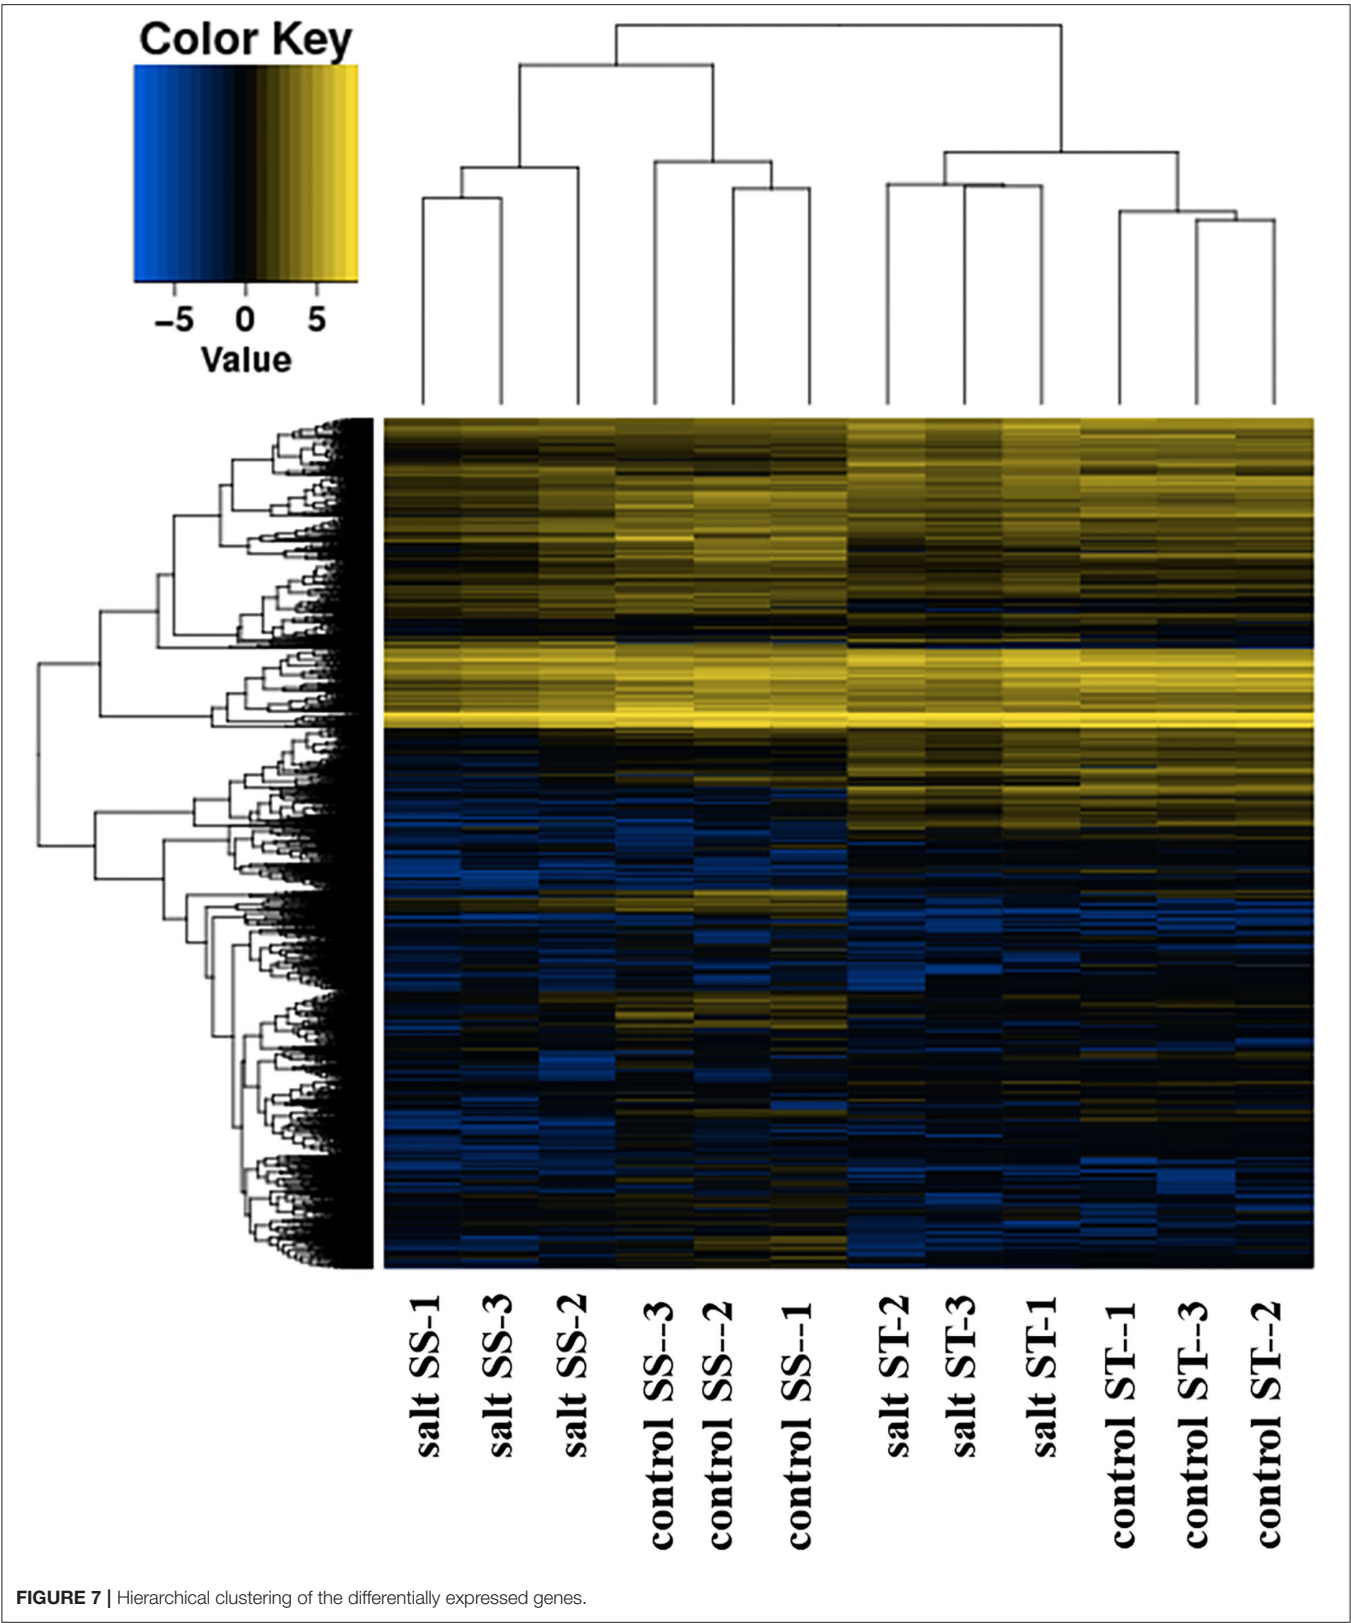 Color Key
−5 0 5
Value
salt SS-1
salt SS-3
salt SS-2
control SS--3
control SS--2
control SS--1
salt ST-2
salt ST-3
salt ST-1
control ST--1
control ST--3
control ST--2
FIGURE 7 | Hierarchical clustering of the differentially expressed genes.